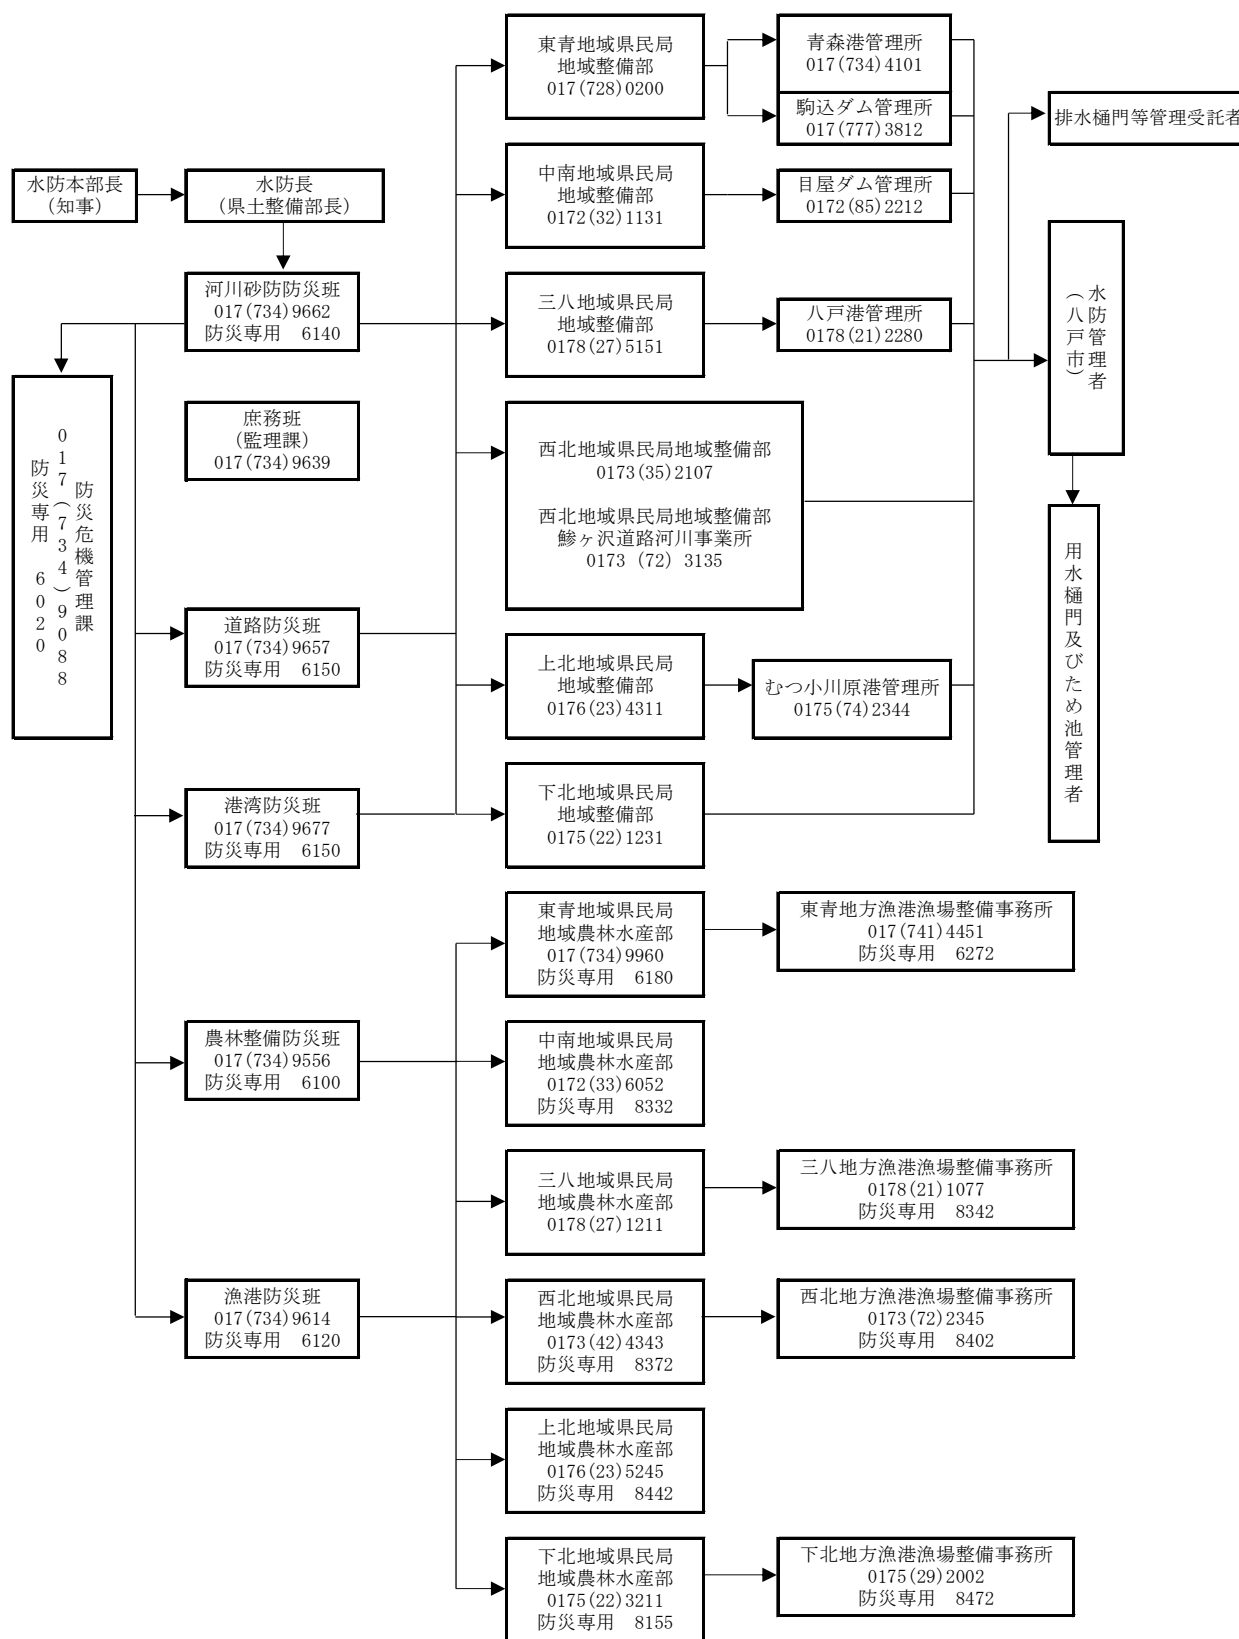 水防本部長
(知事)
水防長
(県土整備部長)
河川砂防防災班
017(734)9662
防災専用　6140
防災危機管理課
017(734)9088
防災専用　6020
庶務班
(監理課)
017(734)9639
道路防災班
017(734)9657
防災専用　6150
港湾防災班
017(734)9677
防災専用　6150
農林整備防災班
017(734)9556
防災専用　6100
漁港防災班
017(734)9614
防災専用　6120
東青地域県民局
地域整備部
017(728)0200
中南地域県民局
地域整備部
0172(32)1131
三八地域県民局
地域整備部
0178(27)5151
西北地域県民局地域整備部
0173(35)2107
西北地域県民局地域整備部
鰺ヶ沢道路河川事業所
0173 (72) 3135
上北地域県民局
地域整備部
0176(23)4311
下北地域県民局
地域整備部
0175(22)1231
東青地域県民局
地域農林水産部
017(734)9960
防災専用　6180
中南地域県民局
地域農林水産部
0172(33)6052
防災専用　8332
三八地域県民局
地域農林水産部
0178(27)1211
西北地域県民局
地域農林水産部
0173(42)4343
防災専用　8372
上北地域県民局
地域農林水産部
0176(23)5245
防災専用　8442
下北地域県民局
地域農林水産部
0175(22)3211
防災専用　8155
青森港管理所
017(734)4101
駒込ダム管理所
017(777)3812
目屋ダム管理所
0172(85)2212
八戸港管理所
0178(21)2280
むつ小川原港管理所
0175(74)2344
東青地方漁港漁場整備事務所
017(741)4451
防災専用　6272
三八地方漁港漁場整備事務所
0178(21)1077
防災専用　8342
西北地方漁港漁場整備事務所
0173(72)2345
防災専用　8402
下北地方漁港漁場整備事務所
0175(29)2002
防災専用　8472
排水樋門等管理受託者
水防管理者
(八戸市)
用水樋門及びため池管理者